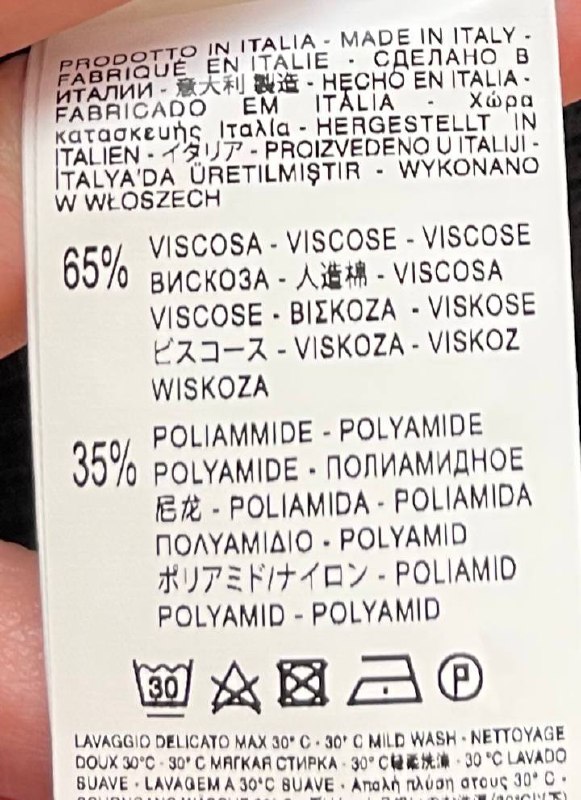 PRODOTTO IN ITALIA - MADE IN ITALY -
FABRIQUÉ EN ITALIE - СДЕЛАНО В
ИТАЛИИ - 意大利 製造 - HECHO EN ITALIA -
FABRICADO EM ITÁLIA - Χώρα
κατασκευής Ιταλία - HERGESTELLT IN
ITALIEN - イタリア - PROIZVEDENO U ITALIJI -
İTALYA'DA ÜRETILMIŞTIR - WYKONANO
W WŁOSZECH
65% VISCOSA - VISCOSE - VISCOSE
ВИСКОЗА - 人造棉 - VISCOSA
VISCOSE - ΒΙΣΚΟΖΑ - VISKOSE
ビスコース - VISKOZA - VISKOZ
WISKOZA
35% POLIAMMIDE - POLYAMIDE
POLYAMIDE - ПОЛИАМИДНОЕ
尼龙 - POLIAMIDA - POLIAMIDA
ΠΟΛΥΑΜΙΔΙΟ - POLYAMID
ポリアミド/ナイロン - POLIAMID
POLYAMID - POLYAMID
30 P
LAVAGGIO DELICATO MAX 30° C - 30° C MILD WASH - NETTOYAGE
DOUX 30°C - 30° C МЯГКАЯ СТИРКА - 30° C 轻柔洗涤 - 30 °C LAVADO
SUAVE - LAVAGEM A 30°C SUAVE - Απαλή πλύση στους 30° C -